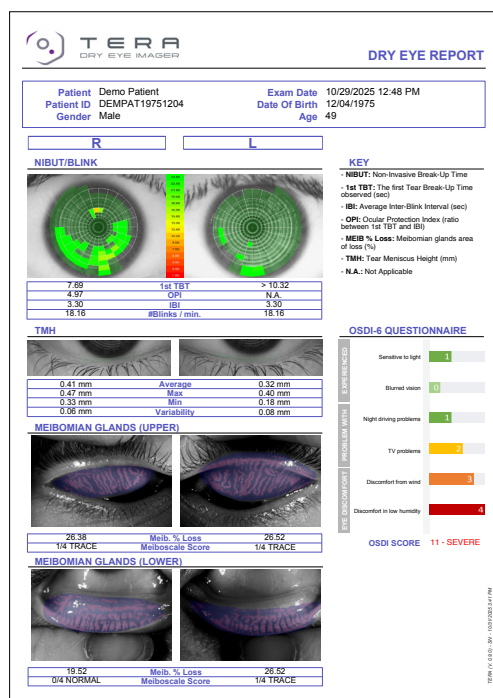 TERA
DRY EYE IMAGER
DRY EYE REPORT
Patient Demo Patient Exam Date 10/29/2025 12:48 PM
Patient ID DEMPAT19751204 Date Of Birth 12/04/1975
Gender Male Age 49
R L
NIBUT/BLINK
7.69 1st TBT > 10.32
4.97 OPI N.A.
3.30 IBI 3.30
18.16 #Blinks / min. 18.16
KEY
- NIBUT: Non-Invasive Break-Up Time
- 1st TBT: The first Tear Break-Up Time
observed (sec)
- IBI: Average Inter-Blink Interval (sec)
- OPI: Ocular Protection Index (ratio
between 1st TBT and IBI)
- MEIB % Loss: Meibomian glands area
of loss (%)
- TMH: Tear Meniscus Height (mm)
- N.A.: Not Applicable
TMH
0.41 mm Average 0.32 mm
0.47 mm Max 0.40 mm
0.33 mm Min 0.18 mm
0.06 mm Variability 0.08 mm
OSDI-6 QUESTIONNAIRE
EXPERIENCED
Sensitive to light 1
Blurred vision 0
PROBLEM WITH
Night driving problems 1
TV problems 2
EYE DISCOMFORT
Discomfort from wind 3
Discomfort in low humidity 4
OSDI SCORE 11 - SEVERE
MEIBOMIAN GLANDS (UPPER)
26.38 Meib. % Loss 26.52
1/4 TRACE Meiboscale Score 1/4 TRACE
MEIBOMIAN GLANDS (LOWER)
19.52 Meib. % Loss 26.52
0/4 NORMAL Meiboscale Score 1/4 TRACE